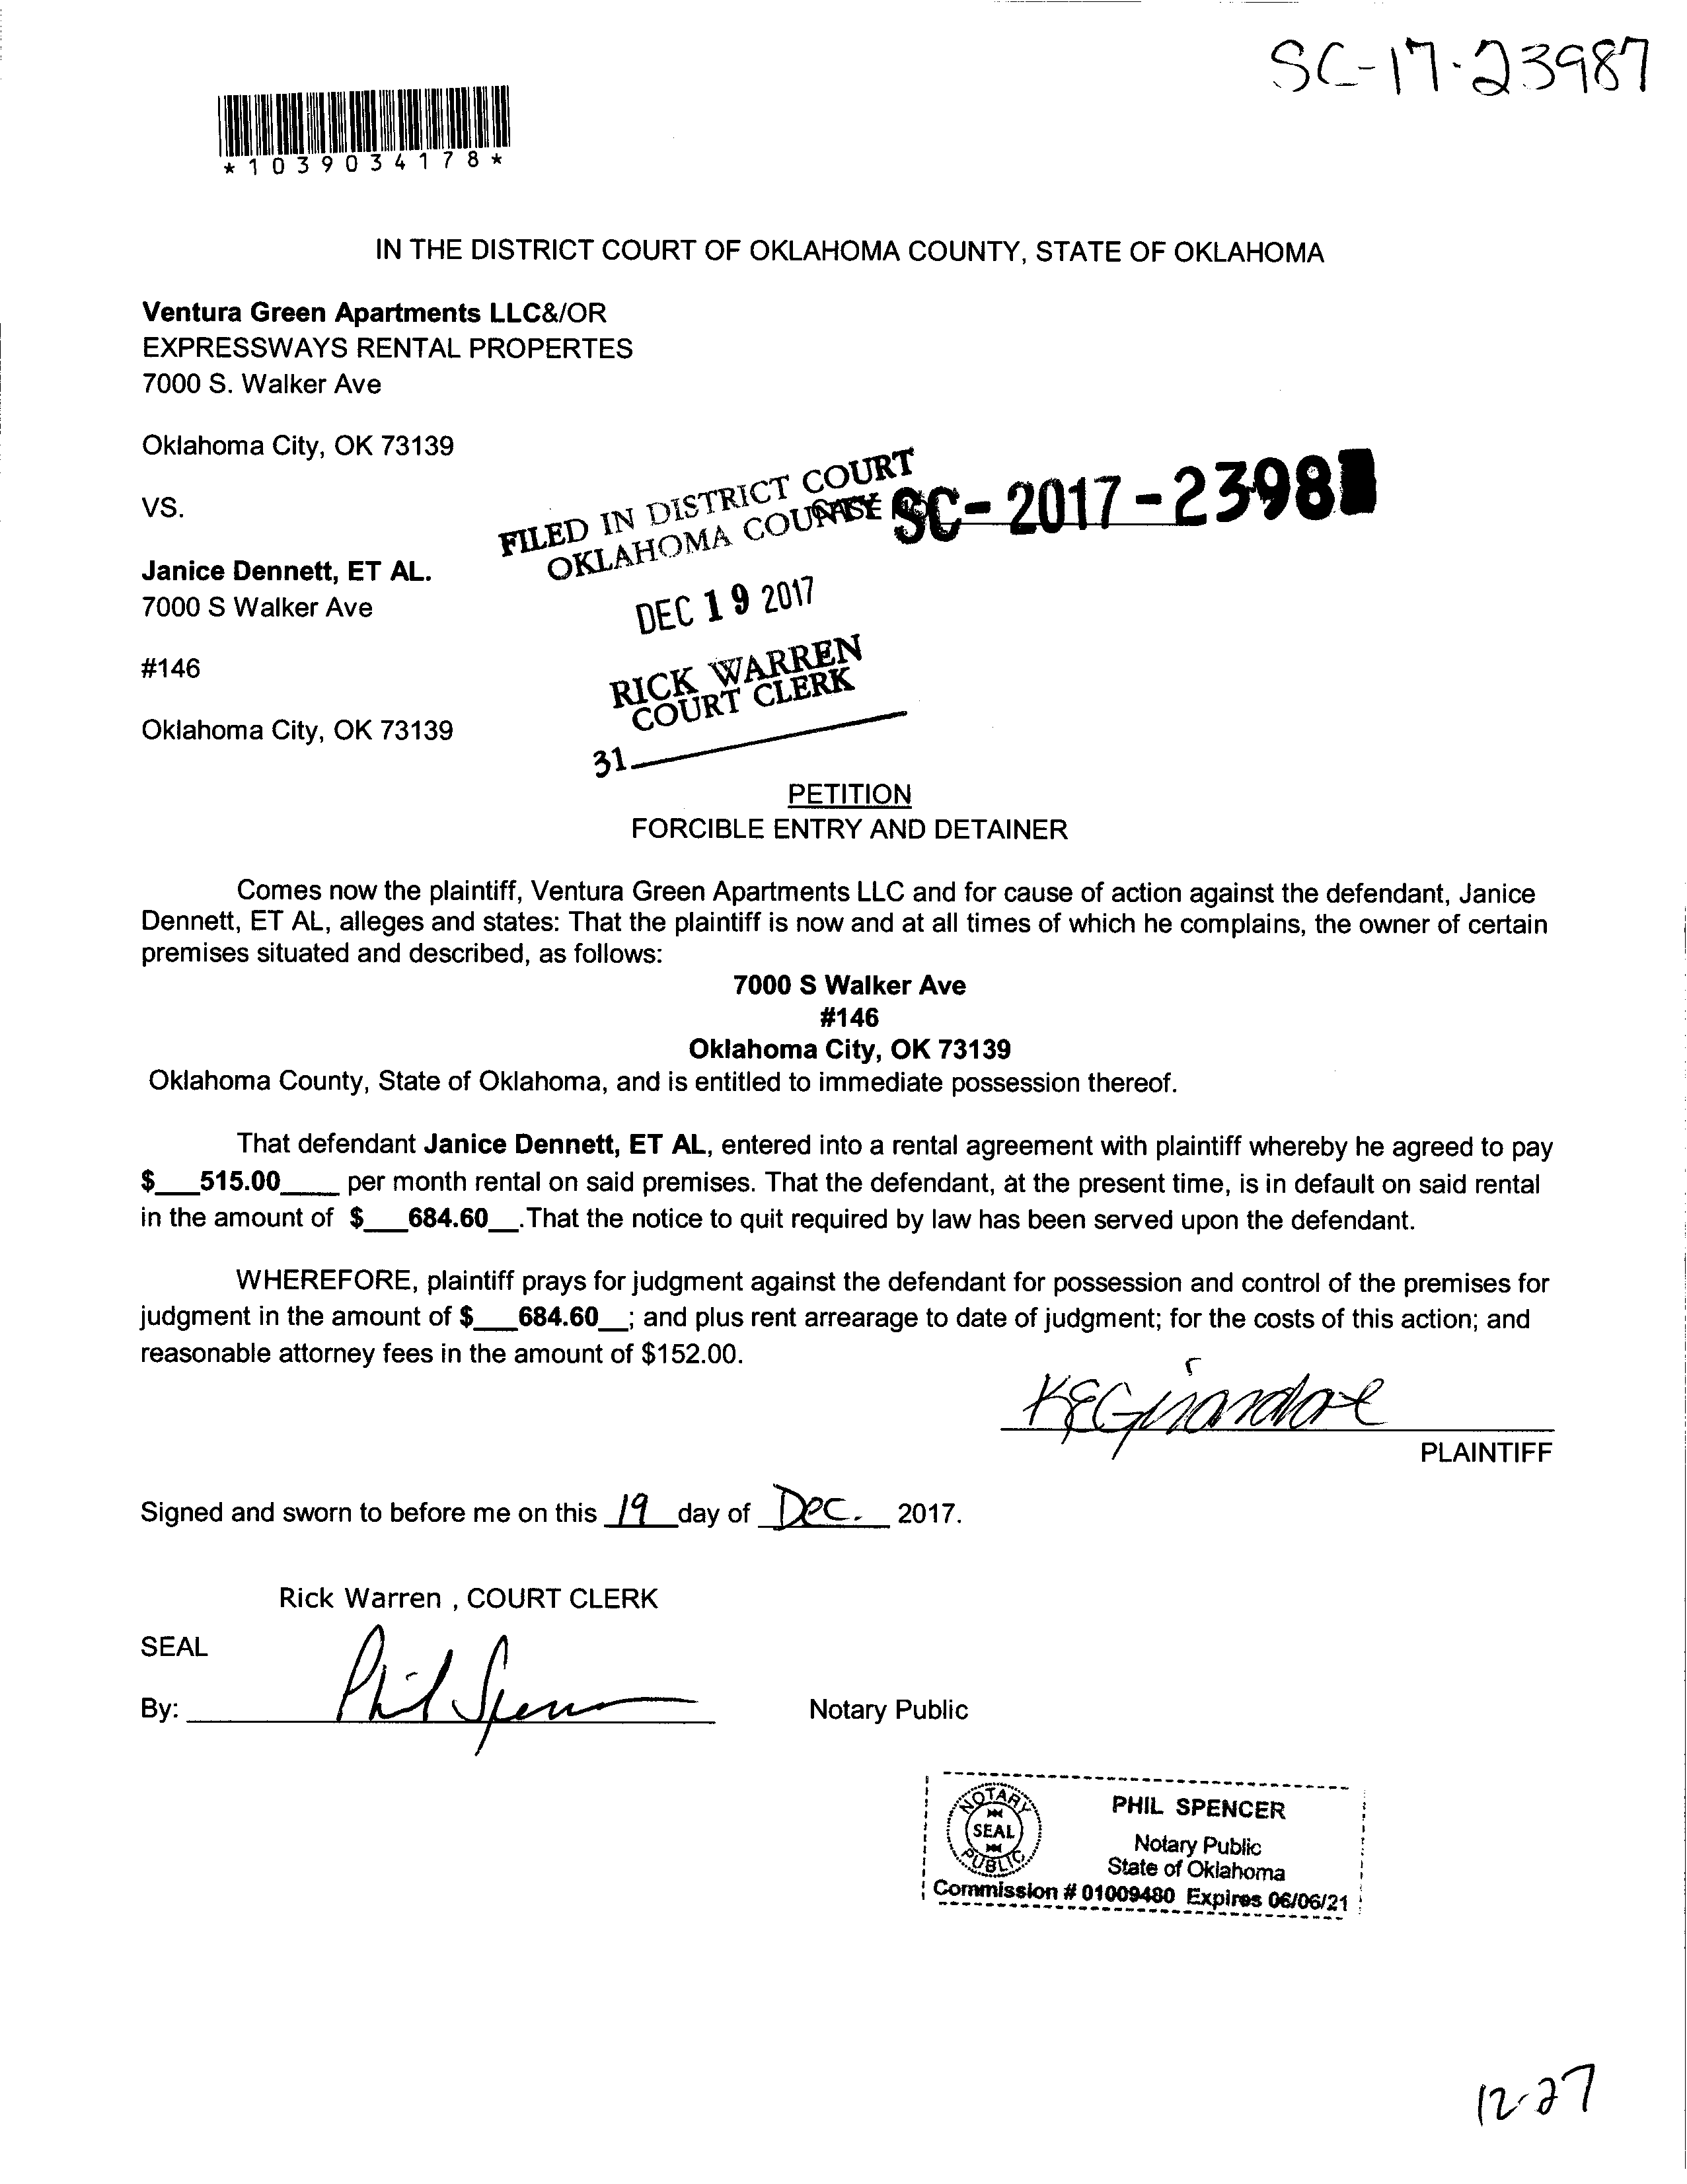 SC-17-23987
*1039034178*
IN THE DISTRICT COURT OF OKLAHOMA COUNTY, STATE OF OKLAHOMA
Ventura Green Apartments LLC&/OR
EXPRESSWAYS RENTAL PROPERTES
7000 S. Walker Ave
Oklahoma City, OK 73139
VS.
FILED IN DISTRICT COURT
OKLAHOMA COUNTY
SC-2017-2398
Janice Dennett, ET AL.
7000 S Walker Ave
#146
Oklahoma City, OK 73139
DEC 19 2017
RICK WARREN
COURT CLERK
31
PETITION
FORCIBLE ENTRY AND DETAINER
Comes now the plaintiff, Ventura Green Apartments LLC and for cause of action against the defendant, Janice
Dennett, ET AL, alleges and states: That the plaintiff is now and at all times of which he complains, the owner of certain
premises situated and described, as follows:
7000 S Walker Ave
#146
Oklahoma City, OK 73139
Oklahoma County, State of Oklahoma, and is entitled to immediate possession thereof.
That defendant Janice Dennett, ET AL, entered into a rental agreement with plaintiff whereby he agreed to pay
$___515.00____ per month rental on said premises. That the defendant, at the present time, is in default on said rental
in the amount of $___684.60__.That the notice to quit required by law has been served upon the defendant.
WHEREFORE, plaintiff prays for judgment against the defendant for possession and control of the premises for
judgment in the amount of $___684.60__; and plus rent arrearage to date of judgment; for the costs of this action; and
reasonable attorney fees in the amount of $152.00.
PLAINTIFF
Signed and sworn to before me on this 19 day of Dec. 2017.
Rick Warren , COURT CLERK
SEAL
By: Phil Spencer Notary Public
NOTARY PUBLIC SEAL
PHIL SPENCER
Notary Public
State of Oklahoma
Commission # 01009480 Expires 06/06/21
12-27